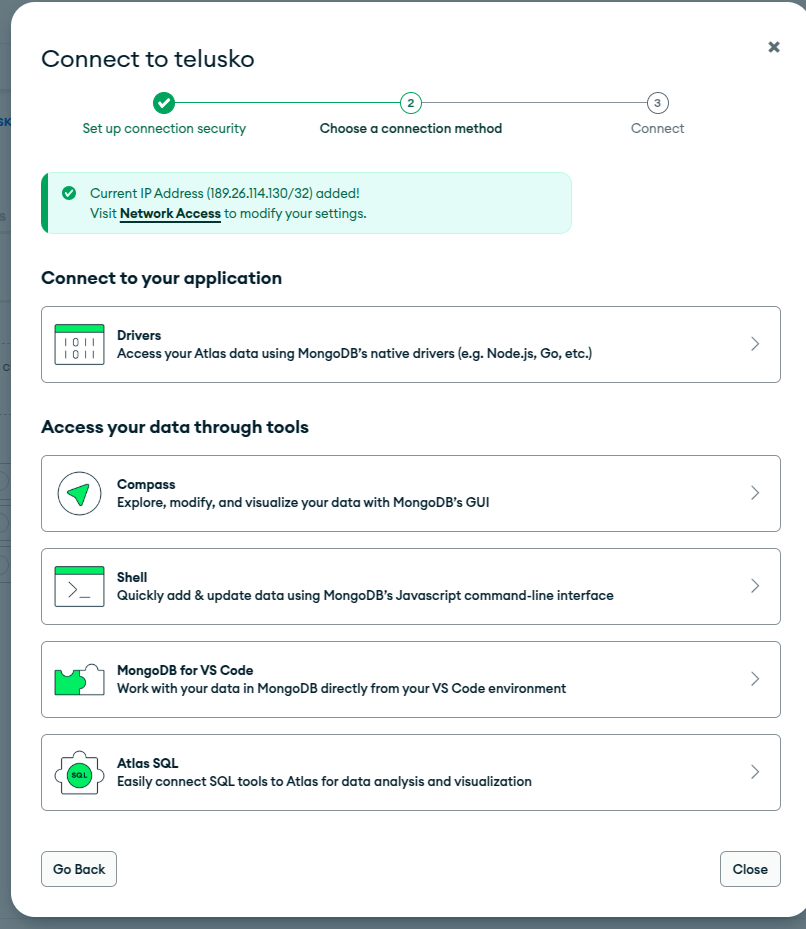 Connect to telusko
2
3
Set up connection security
Choose a connection method
Connect
Current IP Address (189.26.114.130/32) added!
Visit Network Access to modify your settings.
Connect to your application
Drivers
Access your Atlas data using MongoDB's native drivers (e.g. Node.js, Go, etc.)
Access your data through tools
Compass
Explore, modify, and visualize your data with MongoDB's GUI
Shell
Quickly add & update data using MongoDB's Javascript command-line interface
MongoDB for VS Code
Work with your data in MongoDB directly from your VS Code environment
SQL
Atlas SQL
Easily connect SQL tools to Atlas for data analysis and visualization
Go Back
Close